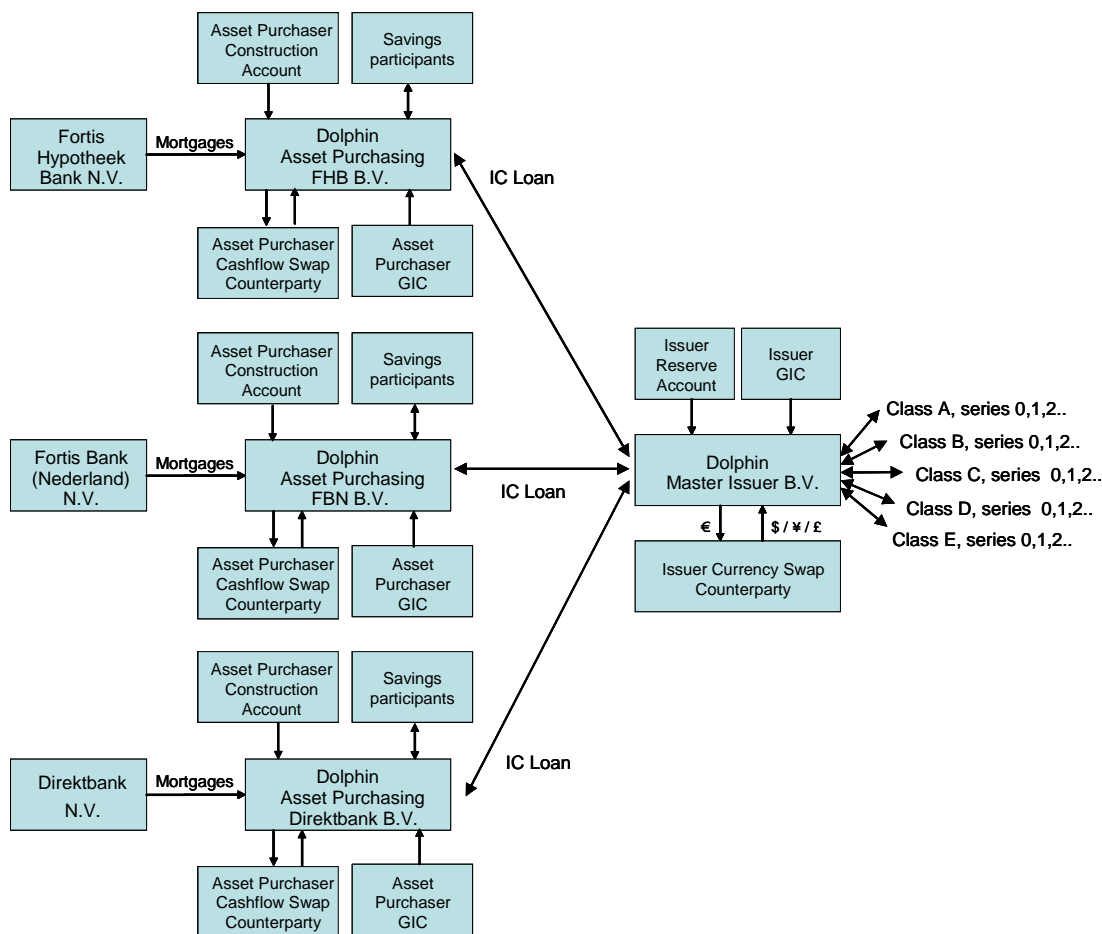 Asset Purchaser
Construction
Account
Savings
participants
Fortis
Hypotheek
Bank N.V.
Mortgages
Dolphin
Asset Purchasing
FHB B.V.
IC Loan
Asset Purchaser
Cashflow Swap
Counterparty
Asset
Purchaser
GIC
Asset Purchaser
Construction
Account
Savings
participants
Fortis Bank
(Nederland)
N.V.
Mortgages
Dolphin
Asset Purchasing
FBN B.V.
IC Loan
Asset Purchaser
Cashflow Swap
Counterparty
Asset
Purchaser
GIC
Issuer
Reserve
Account
Issuer
GIC
Dolphin
Master Issuer B.V.
Class A, series 0,1,2..
Class B, series 0,1,2..
Class C, series 0,1,2..
Class D, series 0,1,2..
Class E, series 0,1,2..
€
$ / ¥ / £
Issuer Currency Swap
Counterparty
Asset Purchaser
Construction
Account
Savings
participants
Direktbank
N.V.
Mortgages
Dolphin
Asset Purchasing
Direktbank B.V.
IC Loan
Asset Purchaser
Cashflow Swap
Counterparty
Asset
Purchaser
GIC